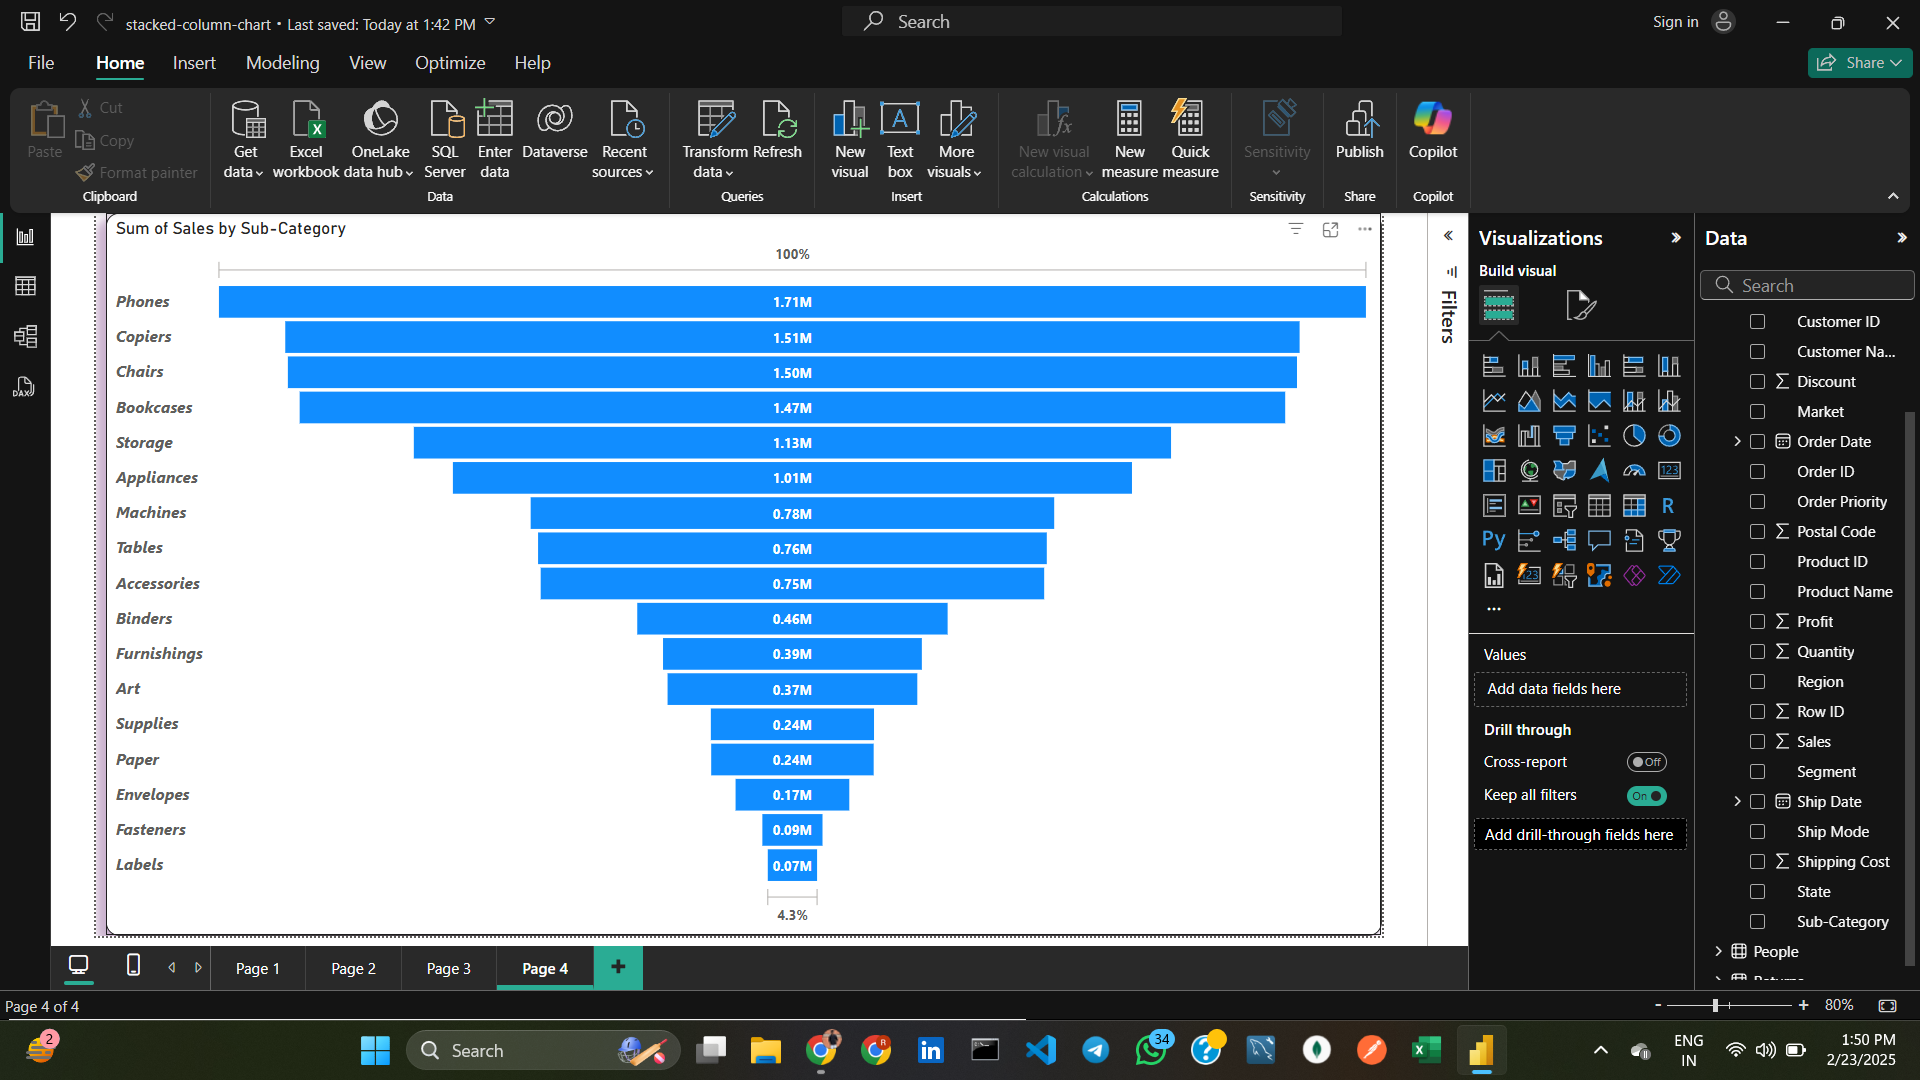 stacked-column-chart • Last saved: Today at 1:42 PM
Search
Sign in
File
Home
Insert
Modeling
View
Optimize
Help
Share
Paste
Cut
Copy
Format painter
Clipboard
Get data
Excel workbook
OneLake data hub
SQL Server
Enter data
Dataverse
Recent sources
Data
Transform data
Refresh
Queries
New visual
Text box
More visuals
Insert
New visual calculation
New measure
Quick measure
Calculations
Sensitivity
Sensitivity
Publish
Share
Copilot
Copilot
Sum of Sales by Sub-Category
100%
Phones 1.71M
Copiers 1.51M
Chairs 1.50M
Bookcases 1.47M
Storage 1.13M
Appliances 1.01M
Machines 0.78M
Tables 0.76M
Accessories 0.75M
Binders 0.46M
Furnishings 0.39M
Art 0.37M
Supplies 0.24M
Paper 0.24M
Envelopes 0.17M
Fasteners 0.09M
Labels 0.07M
4.3%
Filters
Visualizations
Build visual
123
R
Py
123
Values
Add data fields here
Drill through
Cross-report
Off
Keep all filters
On
Add drill-through fields here
Data
Search
Customer ID
Customer Na...
Discount
Market
Order Date
Order ID
Order Priority
Postal Code
Product ID
Product Name
Profit
Quantity
Region
Row ID
Sales
Segment
Ship Date
Ship Mode
Shipping Cost
State
Sub-Category
People
DAX
Page 1
Page 2
Page 3
Page 4
Page 4 of 4
80%
2
Search
R
34
ENG
IN
1:50 PM
2/23/2025